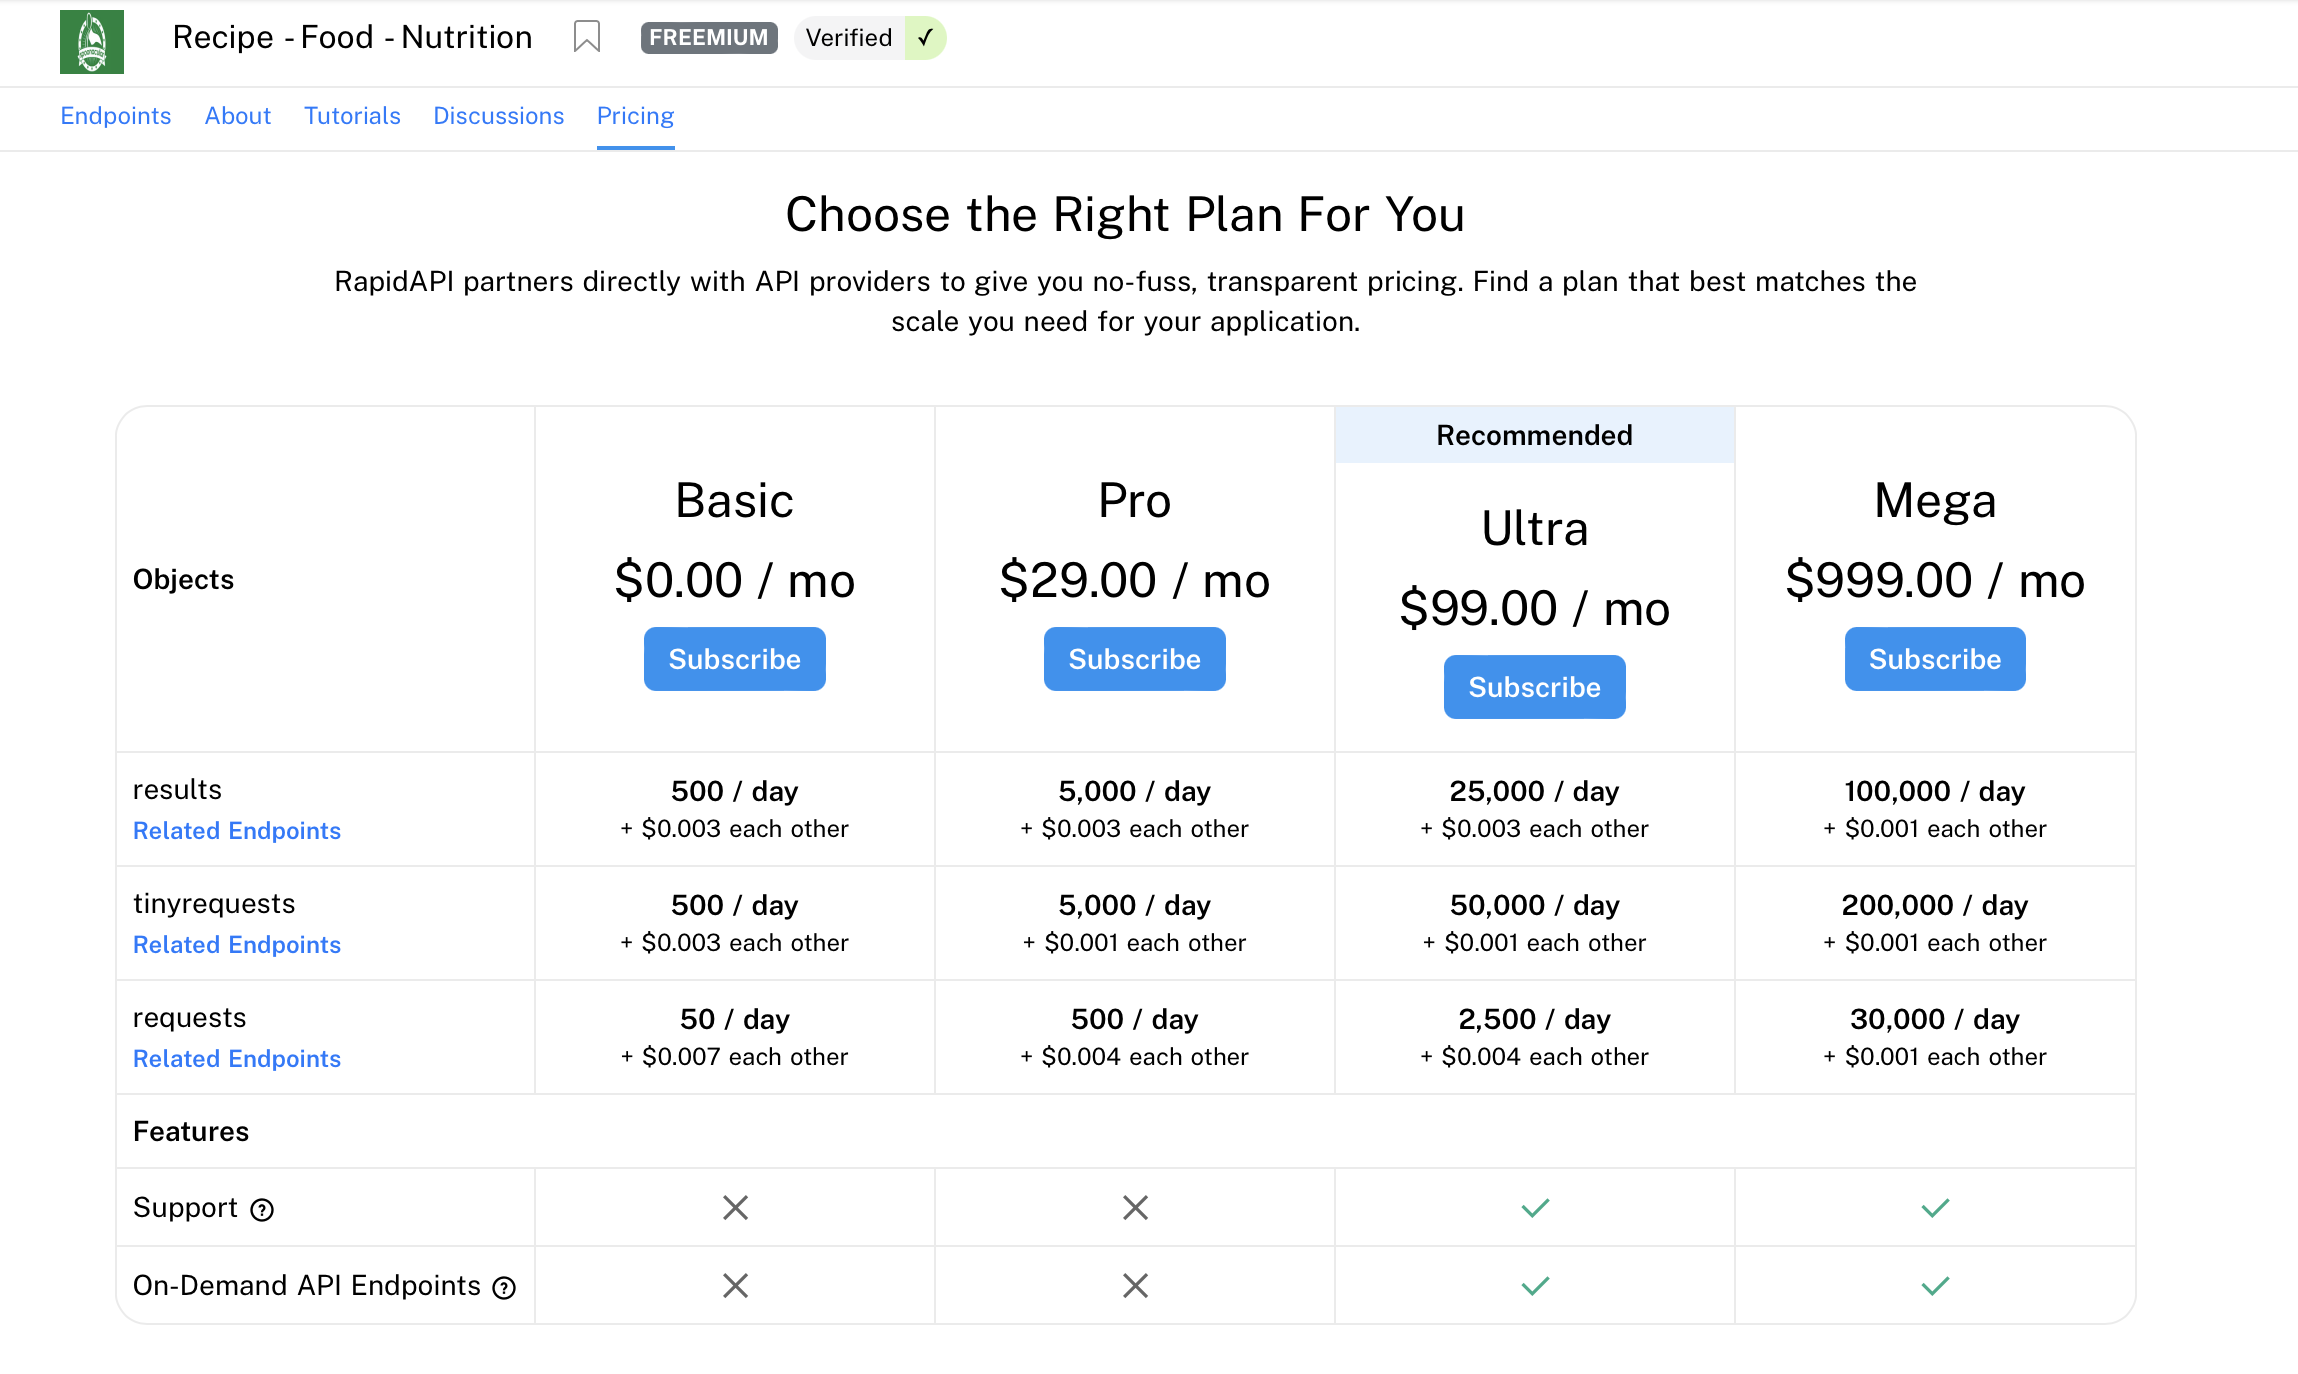 Recipe - Food - Nutrition FREEMIUM Verified ✓
Endpoints About Tutorials Discussions Pricing
Choose the Right Plan For You
RapidAPI partners directly with API providers to give you no-fuss, transparent pricing. Find a plan that best matches the
scale you need for your application.
Objects
Basic
$0.00 / mo
Subscribe
Pro
$29.00 / mo
Subscribe
Recommended
Ultra
$99.00 / mo
Subscribe
Mega
$999.00 / mo
Subscribe
results
Related Endpoints
500 / day
+ $0.003 each other
5,000 / day
+ $0.003 each other
25,000 / day
+ $0.003 each other
100,000 / day
+ $0.001 each other
tinyrequests
Related Endpoints
500 / day
+ $0.003 each other
5,000 / day
+ $0.001 each other
50,000 / day
+ $0.001 each other
200,000 / day
+ $0.001 each other
requests
Related Endpoints
50 / day
+ $0.007 each other
500 / day
+ $0.004 each other
2,500 / day
+ $0.004 each other
30,000 / day
+ $0.001 each other
Features
Support ?
On-Demand API Endpoints ?